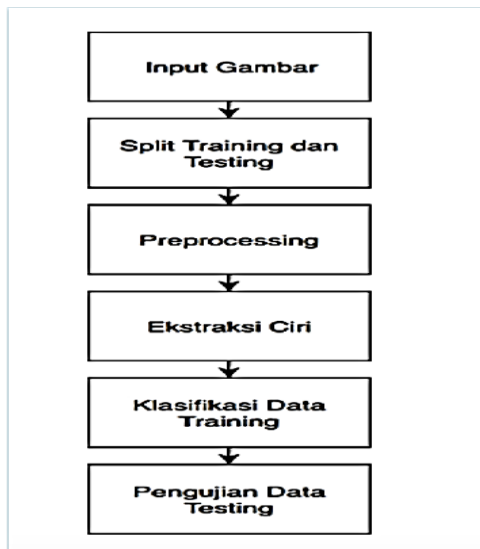 Input Gambar
Split Training dan
Testing
Preprocessing
Ekstraksi Ciri
Klasifikasi Data
Training
Pengujian Data
Testing